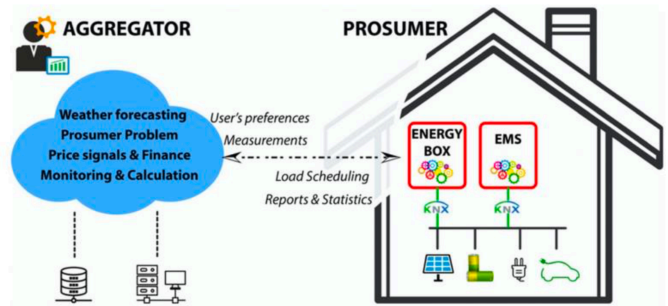 AGGREGATOR
PROSUMER
Weather forecasting
Prosumer Problem
Price signals & Finance
Monitoring & Calculation
User's preferences
Measurements
Load Scheduling
Reports & Statistics
ENERGY
BOX
EMS
KNX
KNX